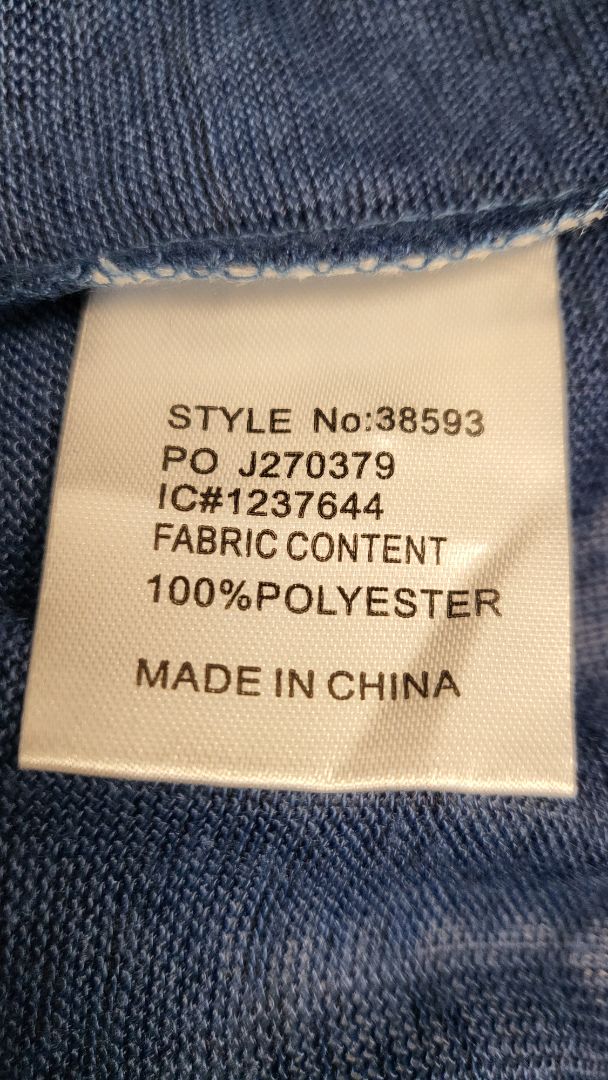 STYLE No:38593
PO J270379
IC#1237644
FABRIC CONTENT
100%POLYESTER
MADE IN CHINA